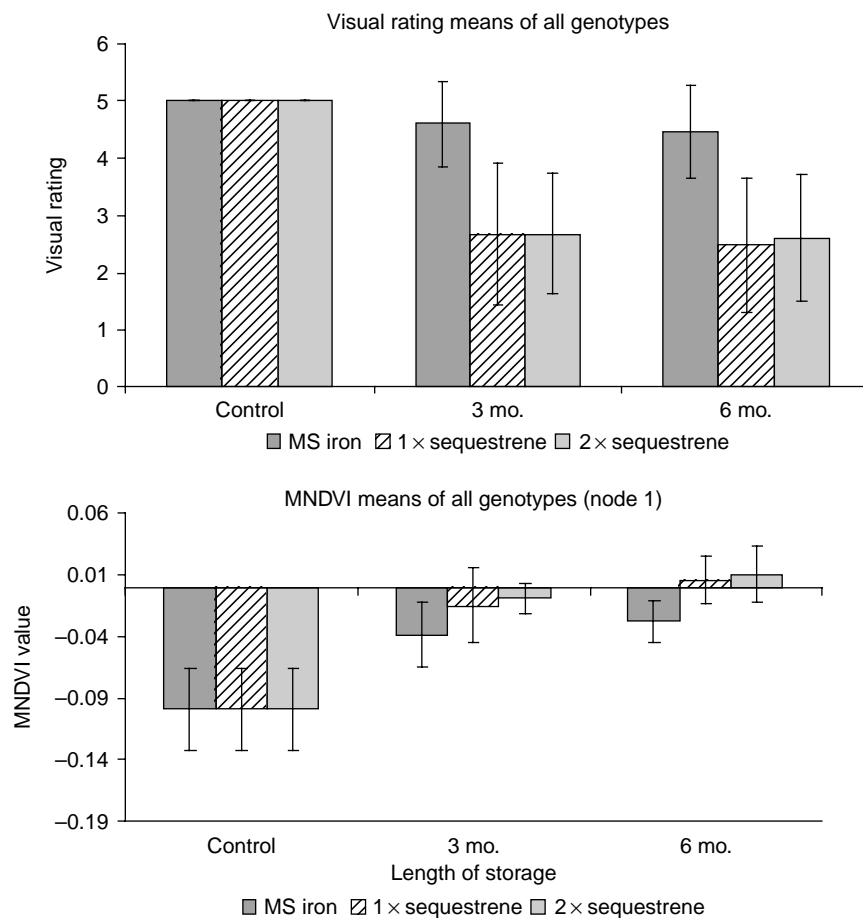 Visual rating means of all genotypes
6
5
4
3
2
1
0
Visual rating
Control 3 mo. 6 mo.
MS iron 1× sequestrene 2× sequestrene
MNDVI means of all genotypes (node 1)
0.06
0.01
−0.04
−0.09
−0.14
−0.19
MNDVI value
Control 3 mo. 6 mo.
Length of storage
MS iron 1× sequestrene 2× sequestrene